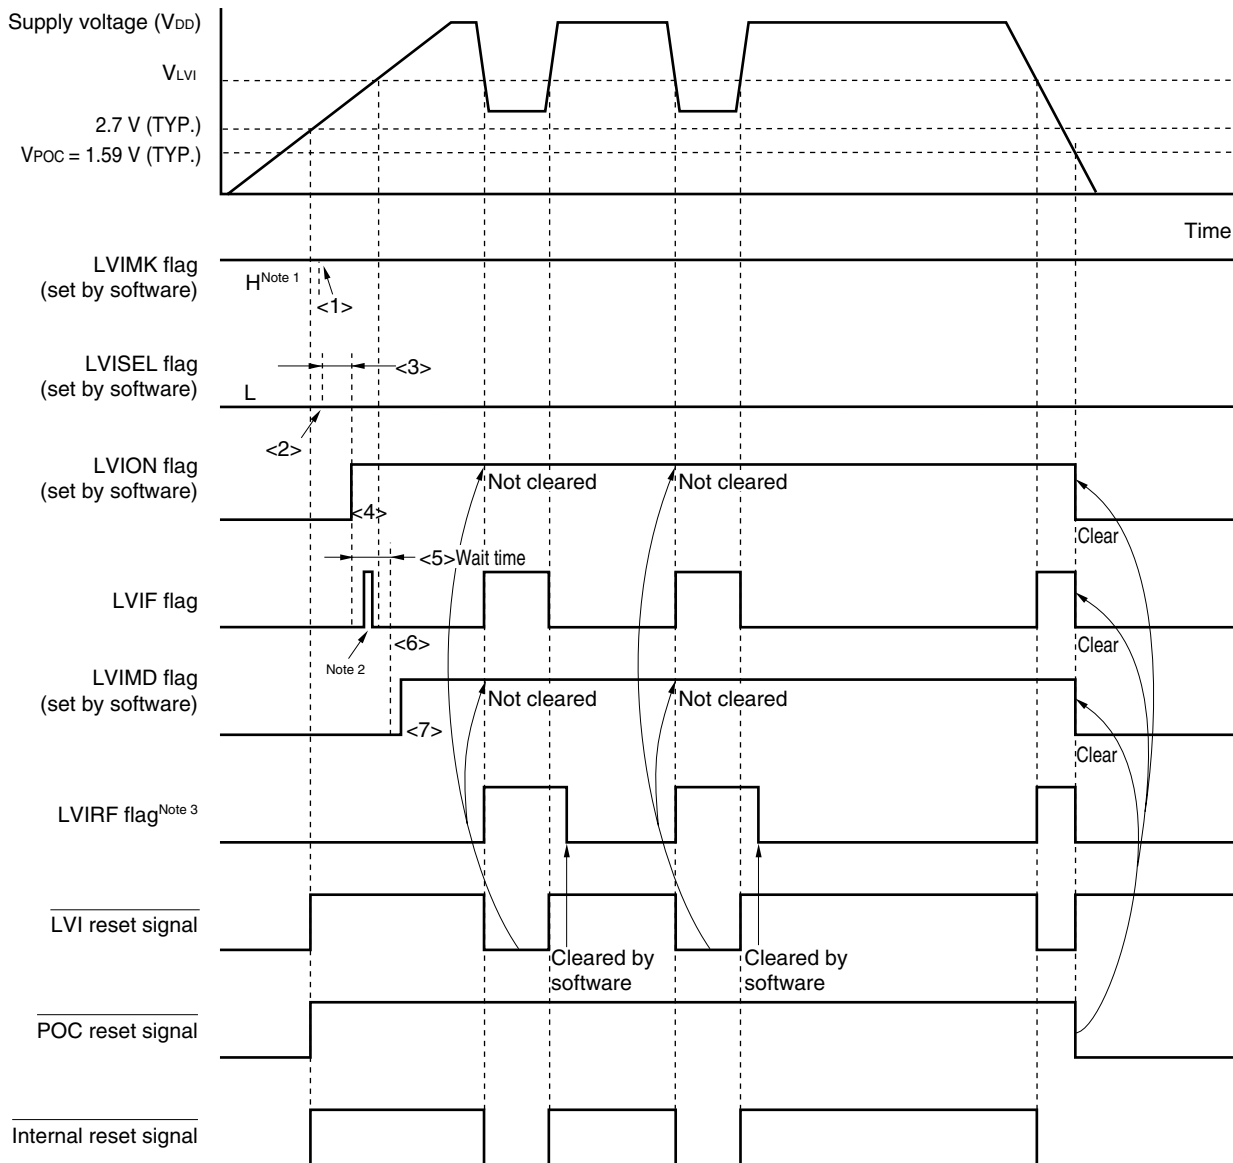 Supply voltage (VDD)
VLVI
2.7 V (TYP.)
VPOC = 1.59 V (TYP.)
Time
LVIMK flag
(set by software)
H Note 1
<1>
LVISEL flag
(set by software)
<3>
L
<2>
LVION flag
(set by software)
Not cleared
Not cleared
<4>
Clear
<5> Wait time
LVIF flag
Note 2
<6>
Clear
LVIMD flag
(set by software)
Not cleared
Not cleared
<7>
Clear
LVIRF flag Note 3
LVI reset signal
Cleared by
software
Cleared by
software
POC reset signal
Internal reset signal